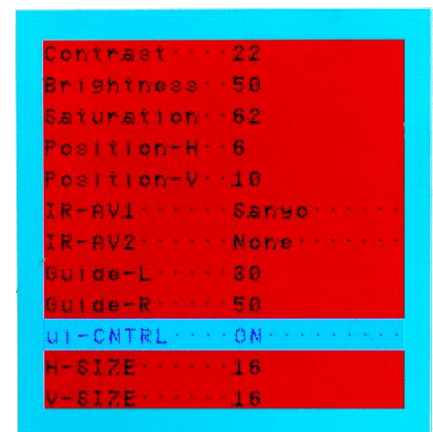 Contrast····22
Brightness··50
Saturation··62
Position-H··6
Position-V··10
IR-AV1······Sanyo····
IR-AV2······None·····
Guide-L·····30
Guide-R·····50
ui-CNTRL····ON·······
H-SIZE······16
V-SIZE······16